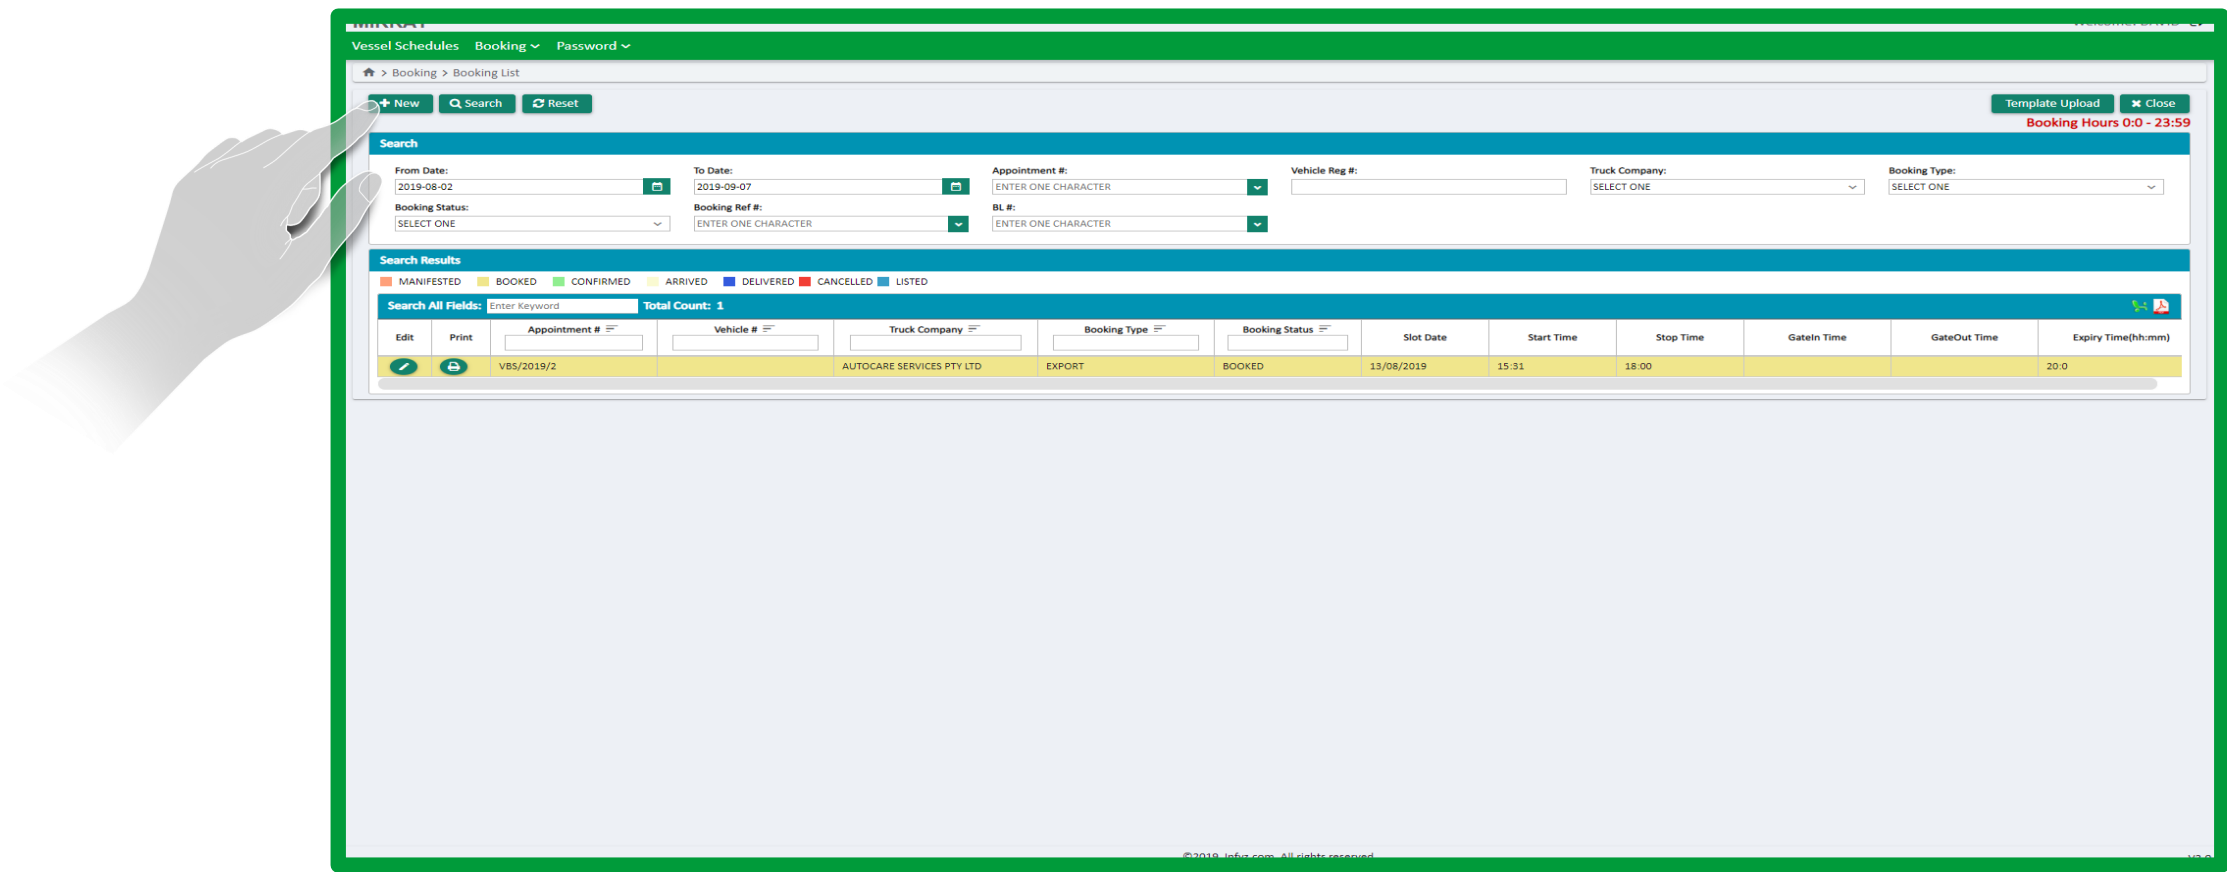 Vessel Schedules Booking Password
> Booking > Booking List
New Search Reset Template Upload Close
Booking Hours 0:0 - 23:59
Search
From Date: To Date: Appointment #: Vehicle Reg #: Truck Company: Booking Type:
2019-08-02 2019-09-07 ENTER ONE CHARACTER SELECT ONE SELECT ONE
Booking Status: Booking Ref #: BL #:
SELECT ONE ENTER ONE CHARACTER ENTER ONE CHARACTER
Search Results
MANIFESTED BOOKED CONFIRMED ARRIVED DELIVERED CANCELLED LISTED
Search All Fields: Enter Keyword Total Count: 1
Edit Print Appointment # Vehicle # Truck Company Booking Type Booking Status Slot Date Start Time Stop Time GateIn Time GateOut Time Expiry Time(hh:mm)
VBS/2019/2 AUTOCARE SERVICES PTY LTD EXPORT BOOKED 13/08/2019 15:31 18:00 20:0
©2019 Infyz.com. All rights reserved